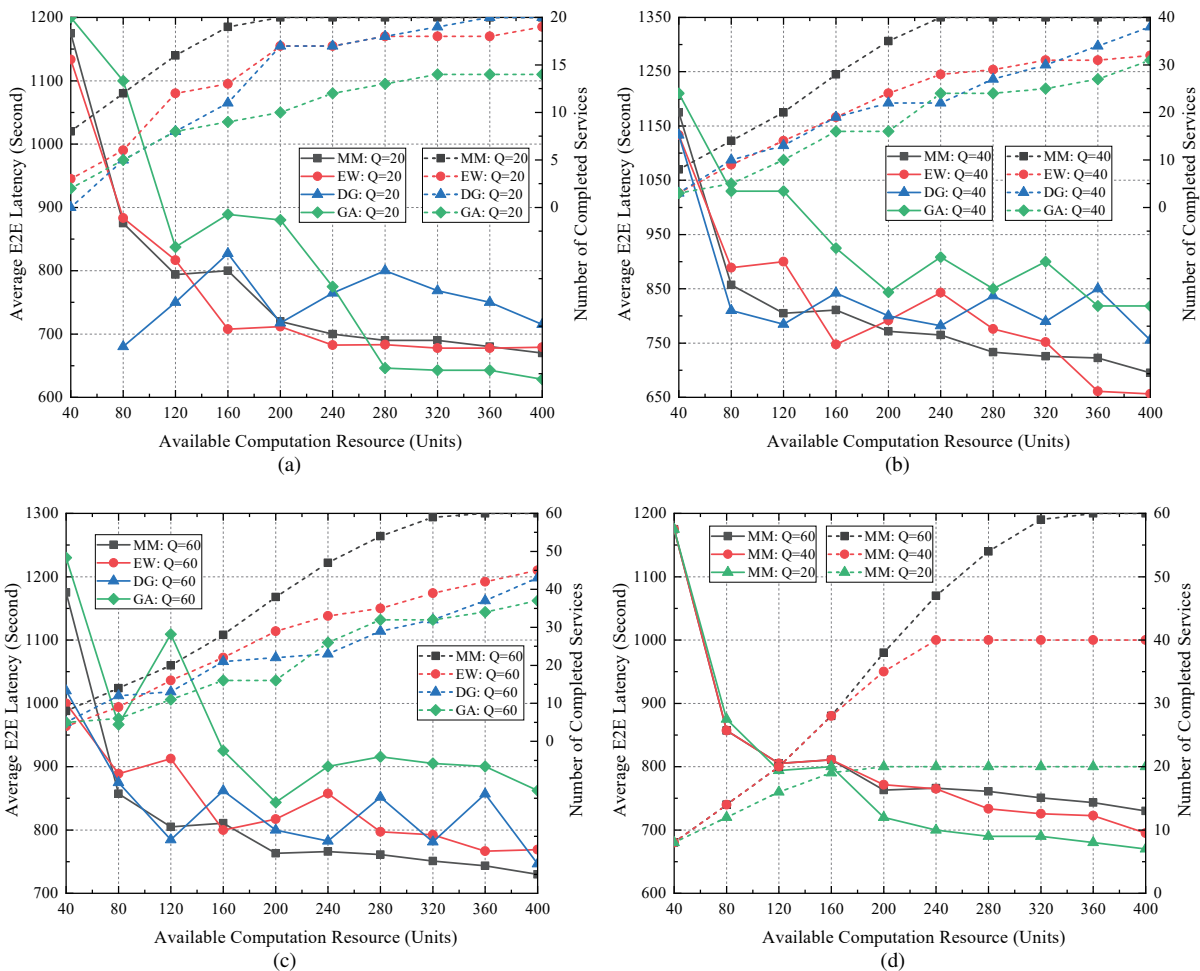 1200
1100
1000
900
800
700
600
Average E2E Latency (Second)
20
15
10
5
0
Number of Completed Services
MM: Q=20
EW: Q=20
DG: Q=20
GA: Q=20
MM: Q=20
EW: Q=20
DG: Q=20
GA: Q=20
40 80 120 160 200 240 280 320 360 400
Available Computation Resource (Units)
(a)
1350
1250
1150
1050
950
850
750
650
Average E2E Latency (Second)
40
30
20
10
0
Number of Completed Services
MM: Q=40
EW: Q=40
DG: Q=40
GA: Q=40
MM: Q=40
EW: Q=40
DG: Q=40
GA: Q=40
40 80 120 160 200 240 280 320 360 400
Available Computation Resource (Units)
(b)
1300
1200
1100
1000
900
800
700
Average E2E Latency (Second)
60
50
40
30
20
10
0
Number of Completed Services
MM: Q=60
EW: Q=60
DG: Q=60
GA: Q=60
MM: Q=60
EW: Q=60
DG: Q=60
GA: Q=60
40 80 120 160 200 240 280 320 360 400
Available Computation Resource (Units)
(c)
1200
1100
1000
900
800
700
600
Average E2E Latency (Second)
60
50
40
30
20
10
0
Number of Completed Services
MM: Q=60
MM: Q=40
MM: Q=20
MM: Q=60
MM: Q=40
MM: Q=20
40 80 120 160 200 240 280 320 360 400
Available Computation Resource (Units)
(d)